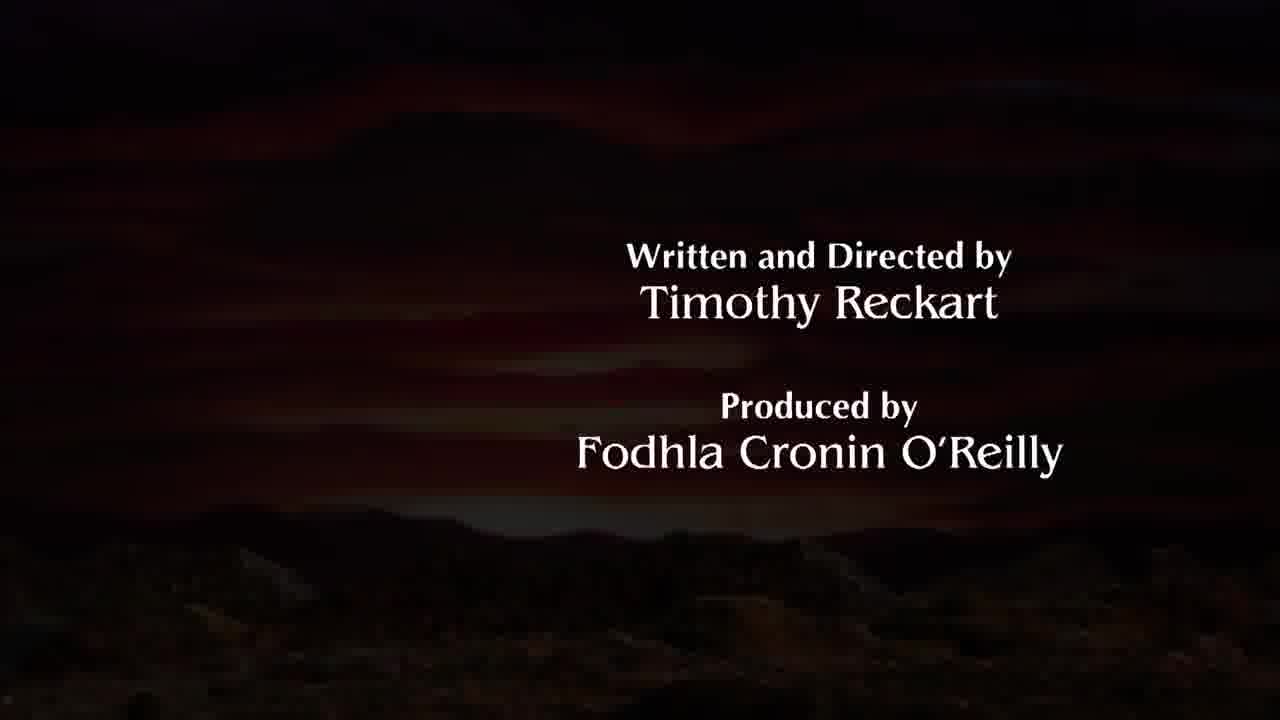 Written and Directed by
Timothy Reckart
Produced by
Fodhla Cronin O'Reilly